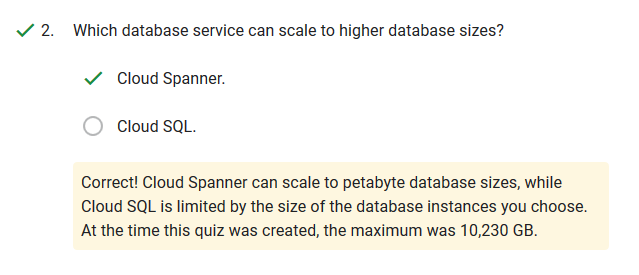 2. Which database service can scale to higher database sizes?
Cloud Spanner.
Cloud SQL.
Correct! Cloud Spanner can scale to petabyte database sizes, while
Cloud SQL is limited by the size of the database instances you choose.
At the time this quiz was created, the maximum was 10,230 GB.